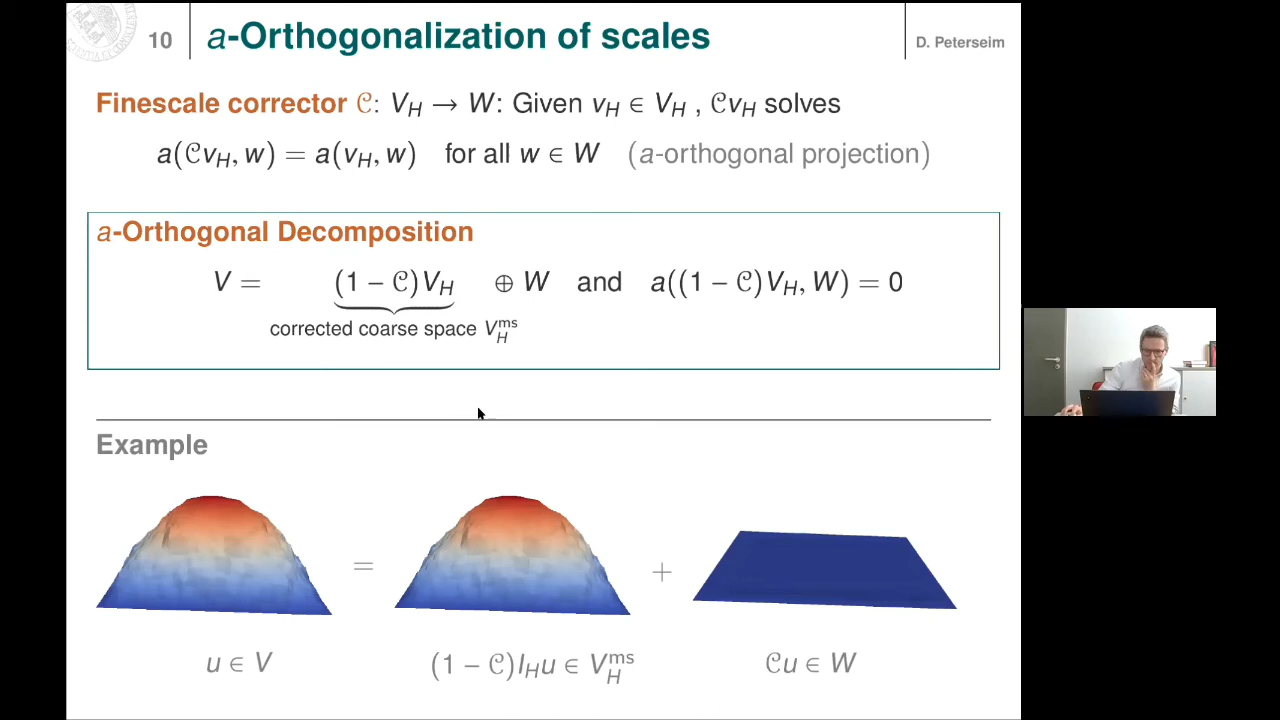 10
a-Orthogonalization of scales
D. Peterseim
Finescale corrector 𝒞: V_H → W: Given v_H ∈ V_H , 𝒞v_H solves
a(𝒞v_H, w) = a(v_H, w) for all w ∈ W (a-orthogonal projection)
a-Orthogonal Decomposition
V = (1 − 𝒞)V_H ⊕ W and a((1 − 𝒞)V_H, W) = 0
corrected coarse space V_H^ms
Example
= +
u ∈ V (1 − 𝒞)I_H u ∈ V_H^ms 𝒞u ∈ W